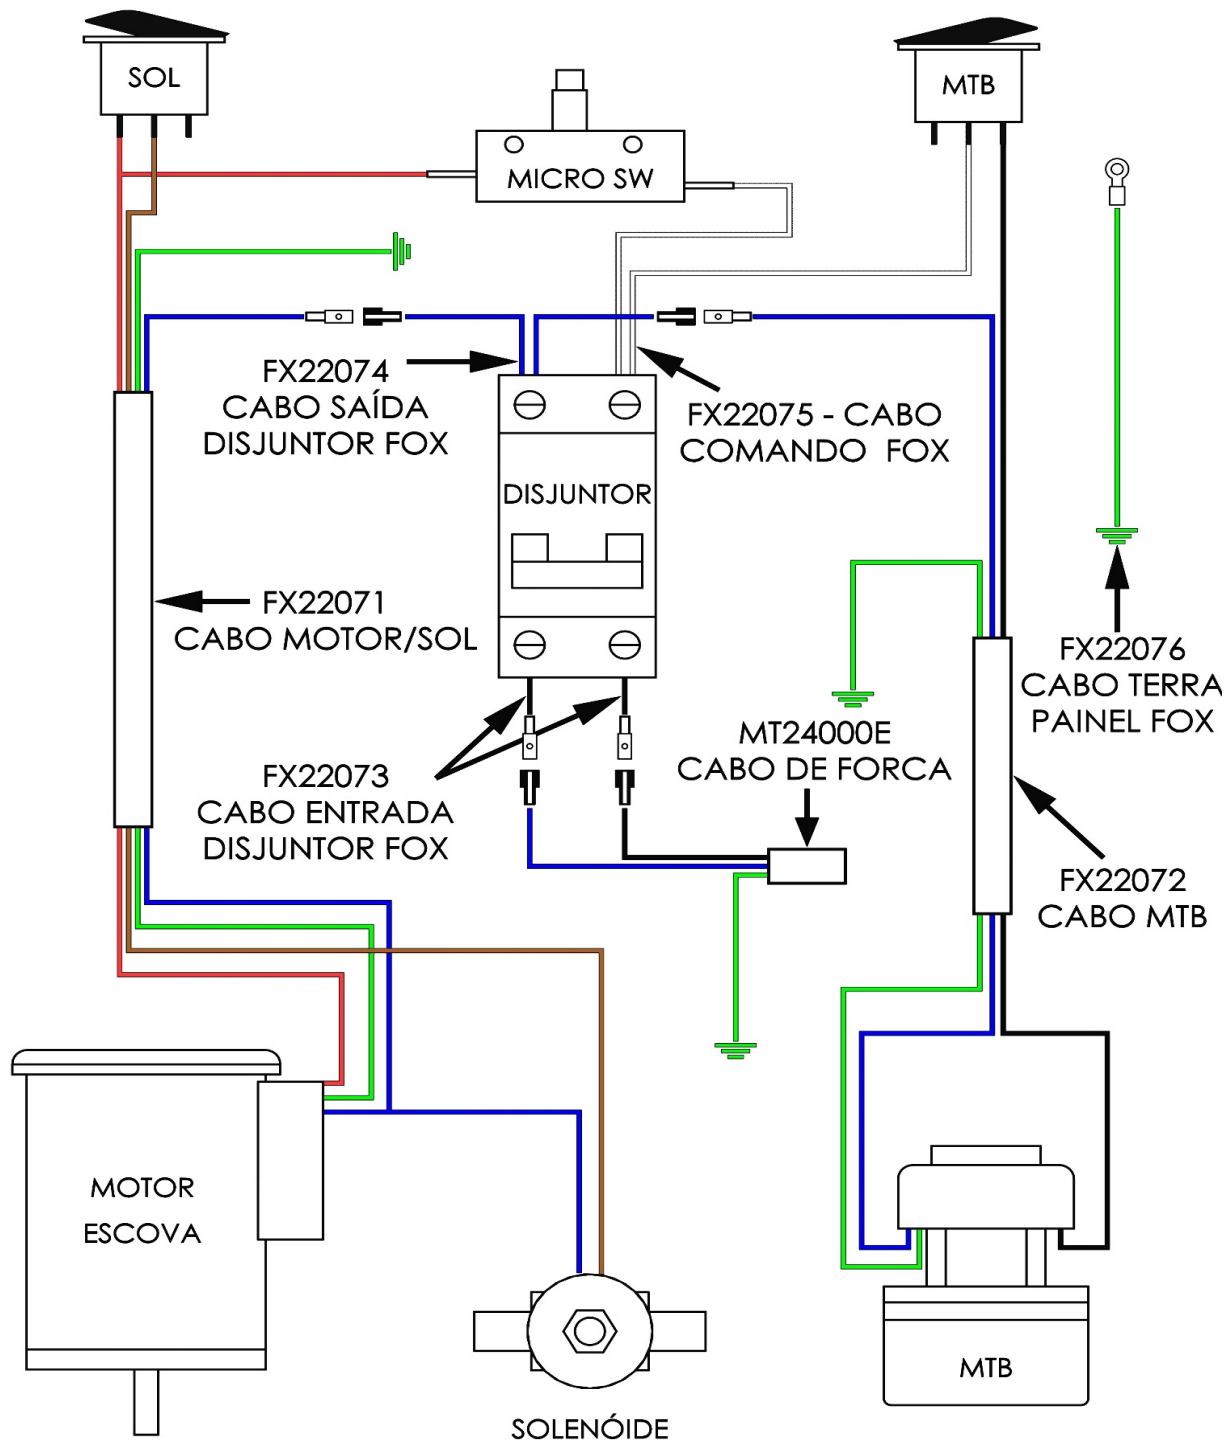 SOL
MTB
MICRO SW
FX22074
CABO SAÍDA
DISJUNTOR FOX
FX22075 - CABO
COMANDO FOX
DISJUNTOR
FX22071
CABO MOTOR/SOL
FX22076
CABO TERRA
PAINEL FOX
MT24000E
CABO DE FORCA
FX22073
CABO ENTRADA
DISJUNTOR FOX
FX22072
CABO MTB
MOTOR
ESCOVA
MTB
SOLENÓIDE